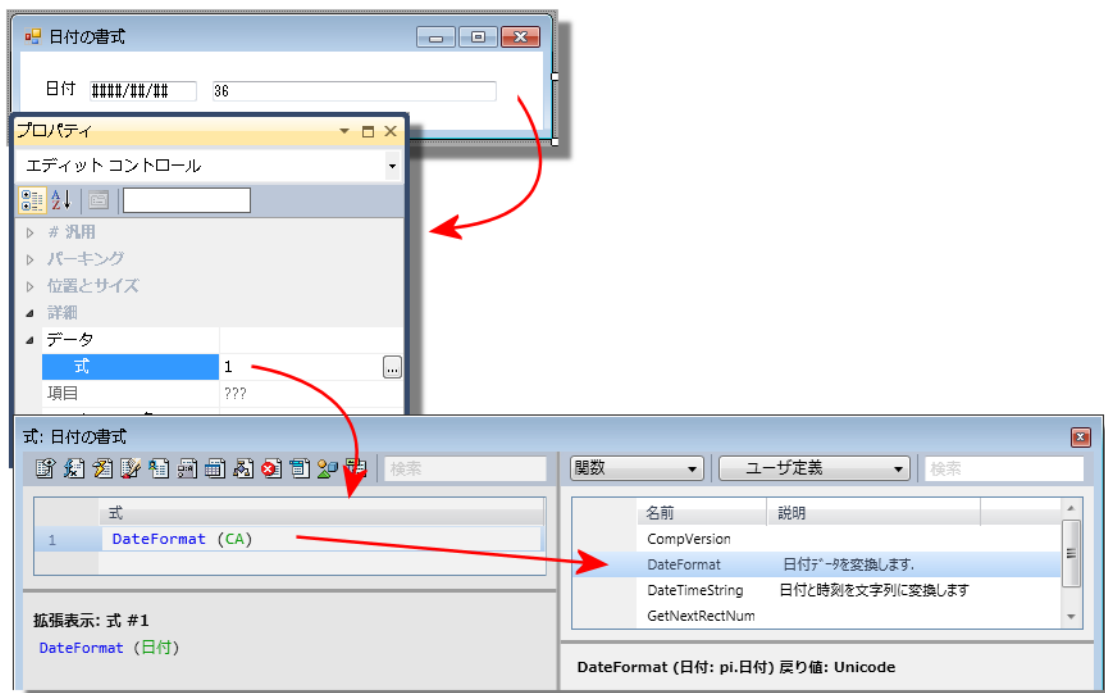 日付の書式
日付 ####/##/## 36
プロパティ
エディット コントロール
# 汎用
パーキング
位置とサイズ
詳細
データ
式 1 ...
項目 ???
式: 日付の書式
検索
関数 ユーザ定義 検索
式
1 DateFormat (CA)
名前 説明
CompVersion
DateFormat 日付ﾃﾞｰﾀを変換します.
DateTimeString 日付と時刻を文字列に変換します
GetNextRectNum
拡張表示: 式 #1
DateFormat (日付)
DateFormat (日付: pi.日付) 戻り値: Unicode